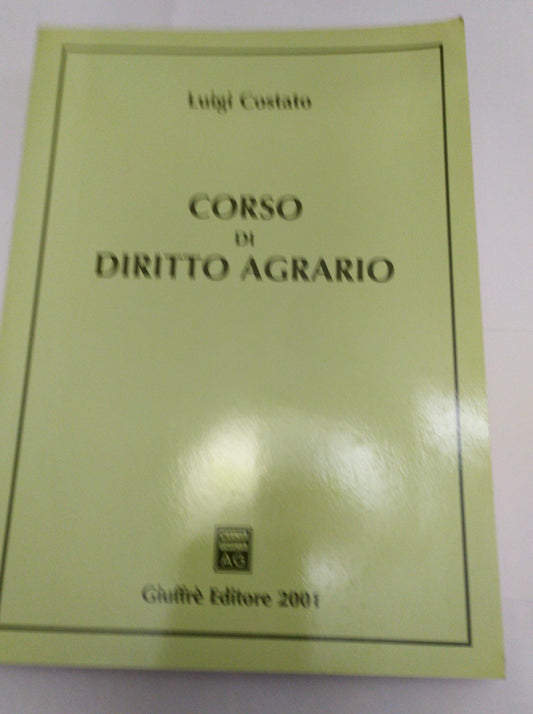 Luigi Costato
CORSO
DI
DIRITTO AGRARIO
AG
Giuffrè Editore 2001